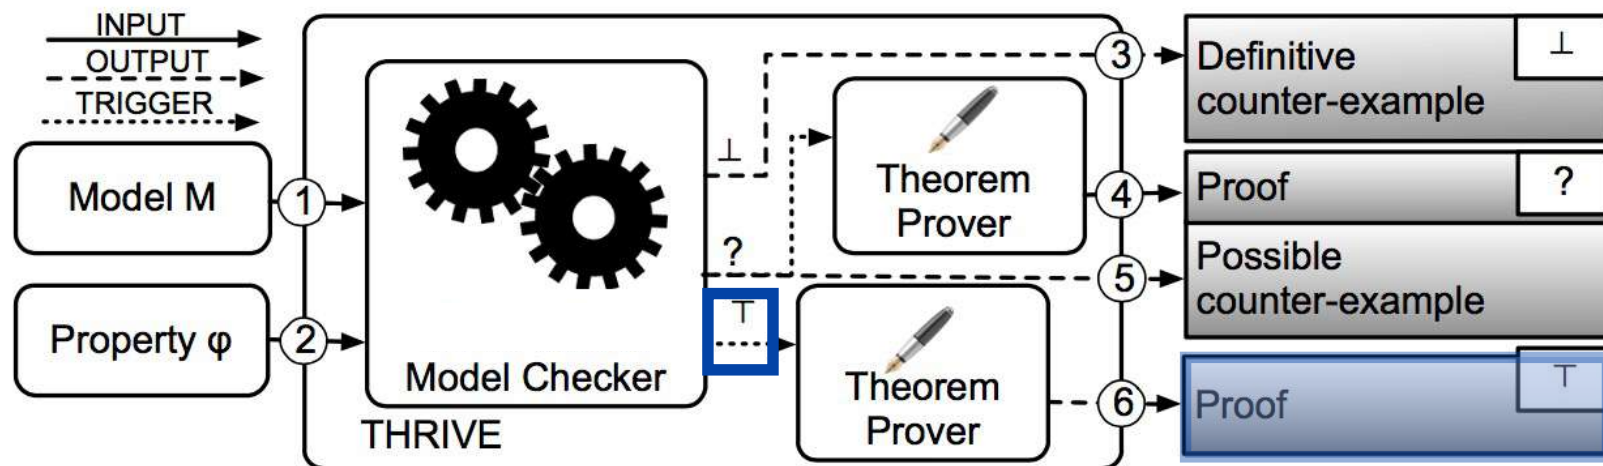 INPUT
OUTPUT
TRIGGER
Model M
Property φ
1
2
Model Checker
THRIVE
⊥
?
⊤
Theorem
Prover
Theorem
Prover
3
4
5
6
Definitive
counter-example
⊥
Proof
?
Possible
counter-example
Proof
⊤